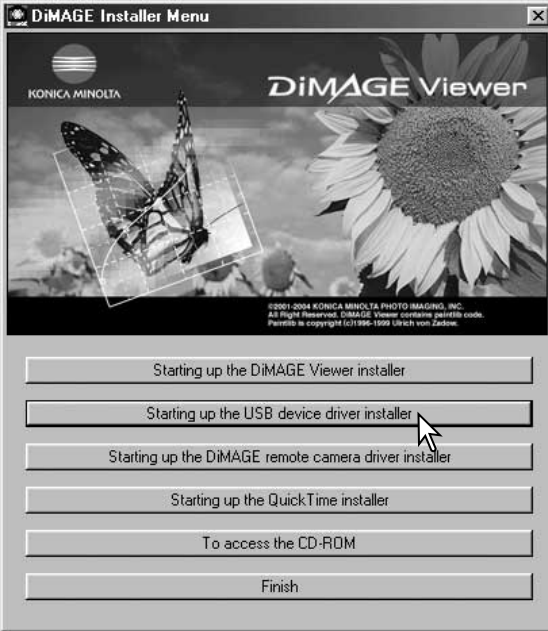 DiMAGE Installer Menu
KONICA MINOLTA
DiMAGE Viewer
©2001-2004 KONICA MINOLTA PHOTO IMAGING, INC.
All Right Reserved. DiMAGE Viewer contains paintlib code.
Paintlib is copyright (c)1996-1999 Ulrich von Zadow.
Starting up the DiMAGE Viewer installer
Starting up the USB device driver installer
Starting up the DiMAGE remote camera driver installer
Starting up the QuickTime installer
To access the CD-ROM
Finish